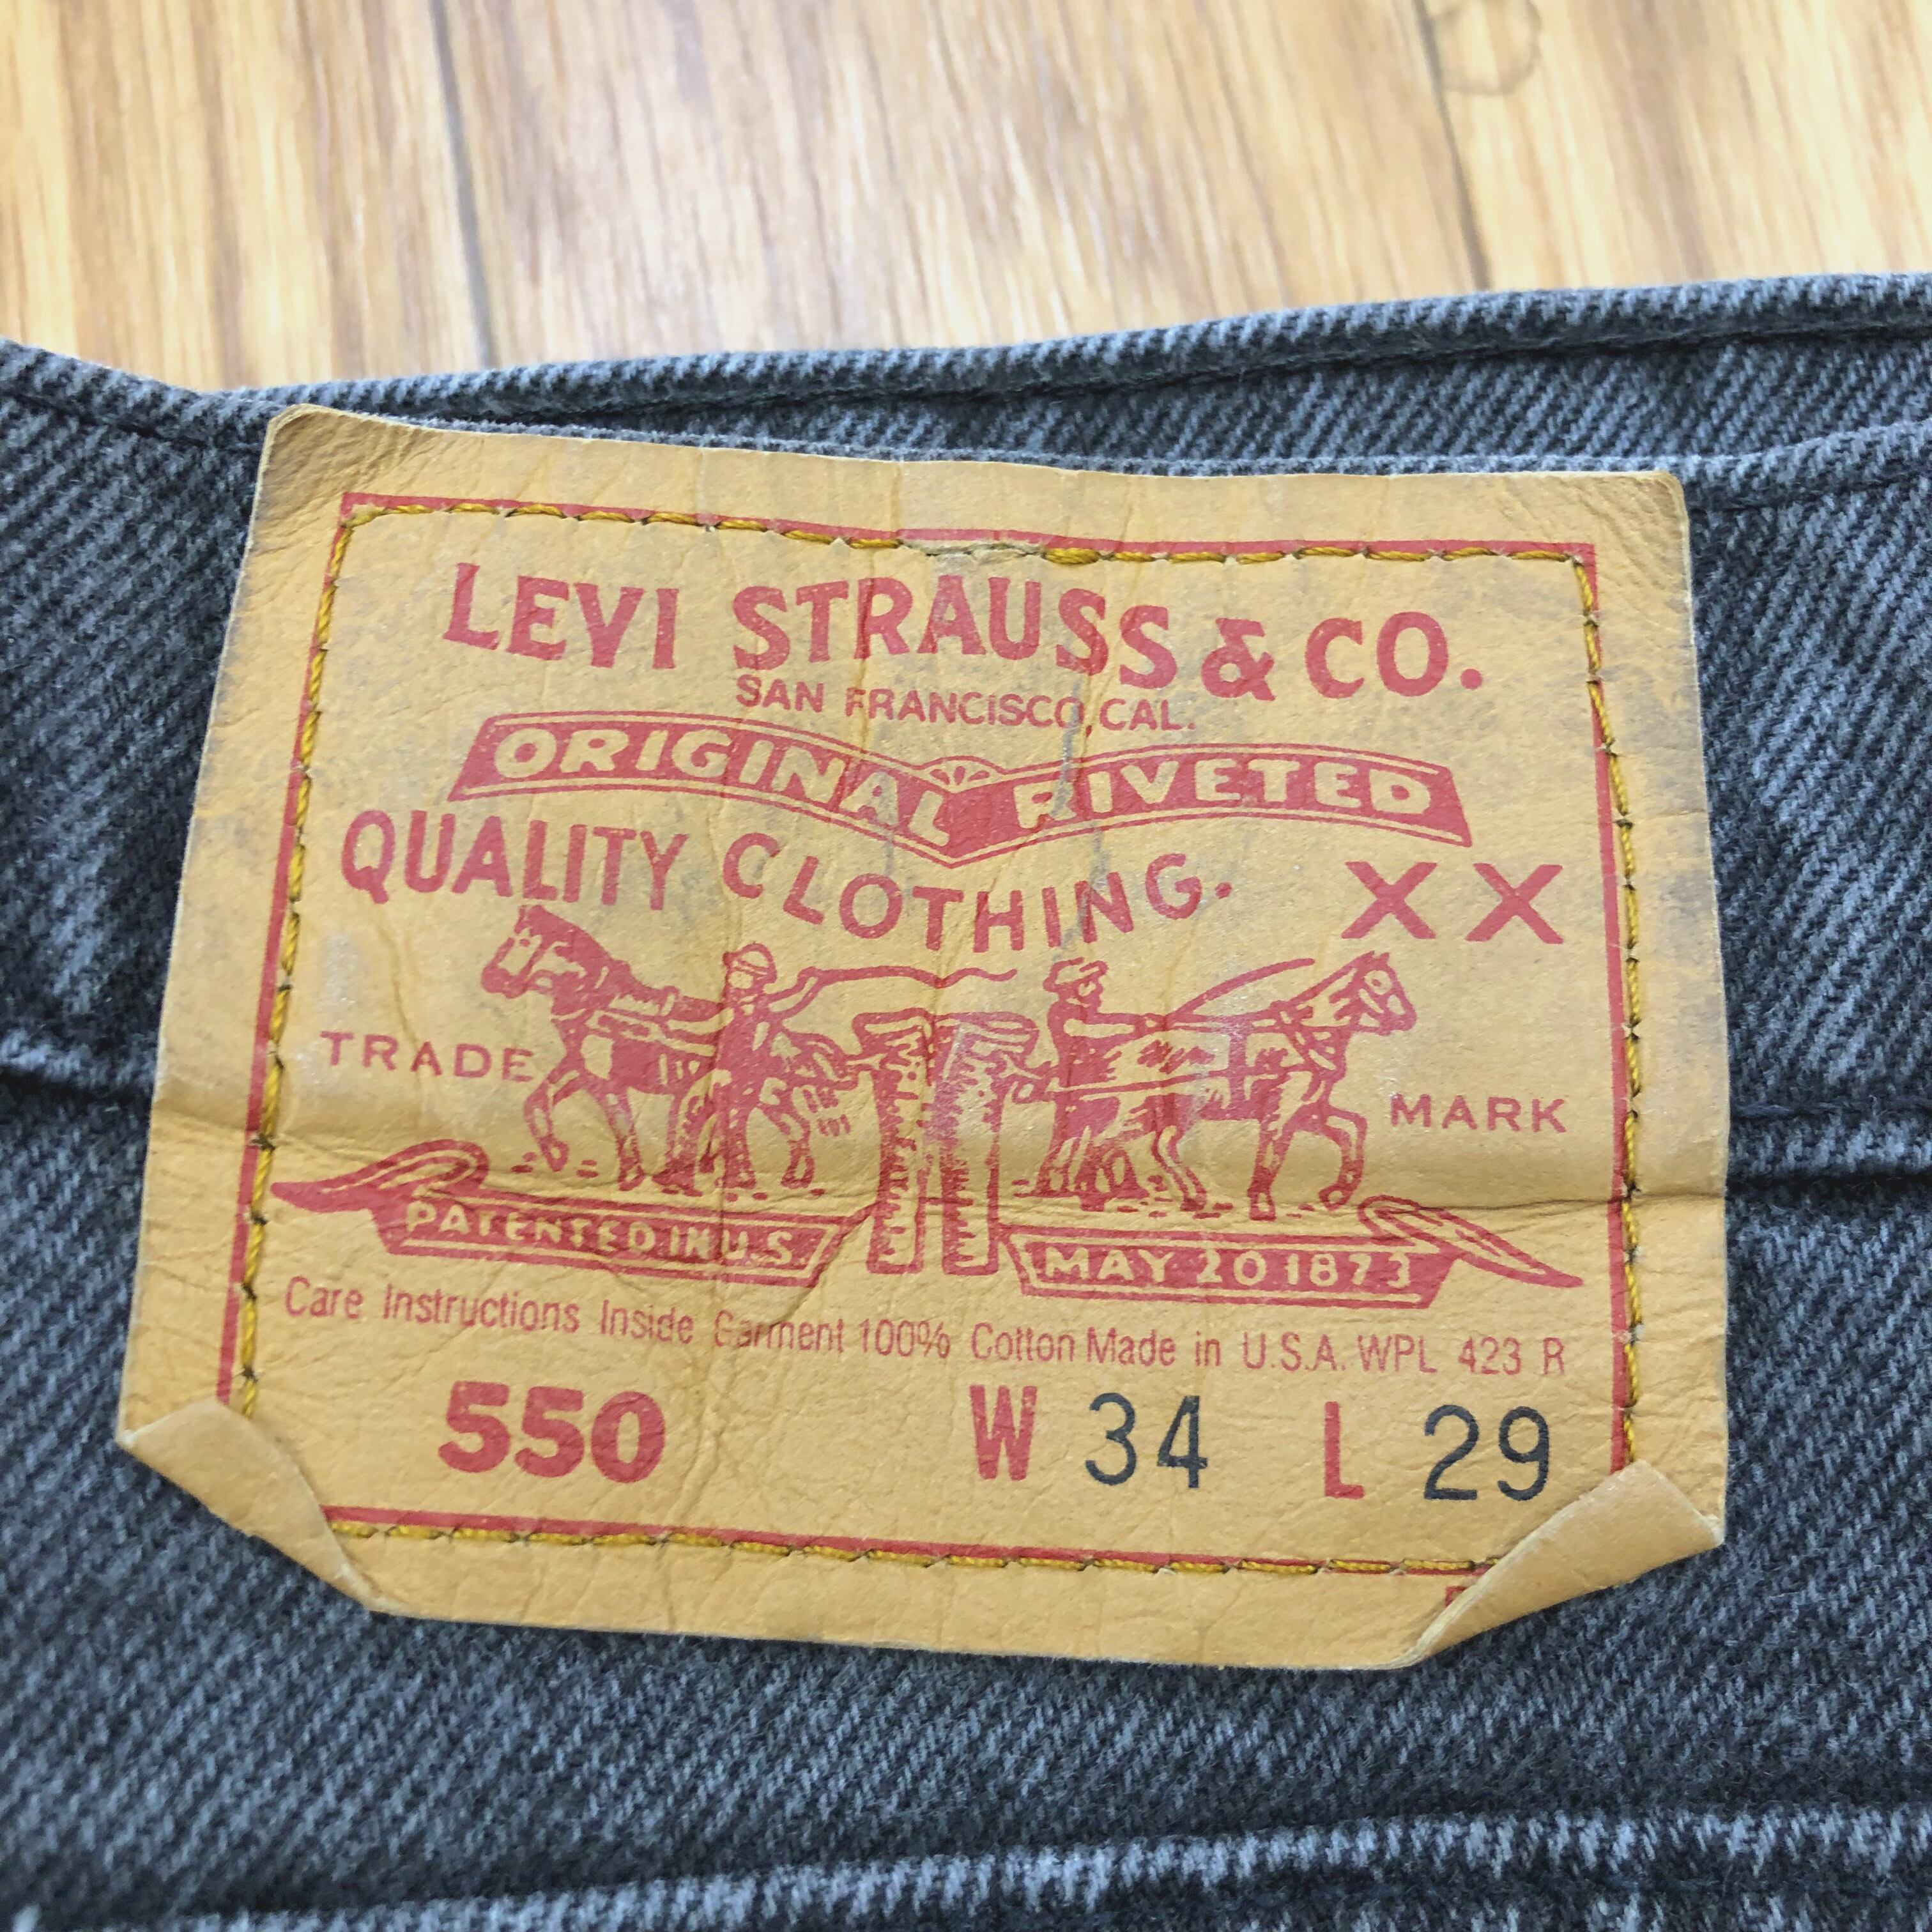 LEVI STRAUSS & CO.
SAN FRANCISCO, CAL.
ORIGINAL RIVETED
QUALITY CLOTHING. XX
TRADE MARK
PATENTED IN U.S. MAY 20 1873
Care Instructions Inside Garment 100% Cotton Made in U.S.A. WPL 423 R
550 W 34 L 29